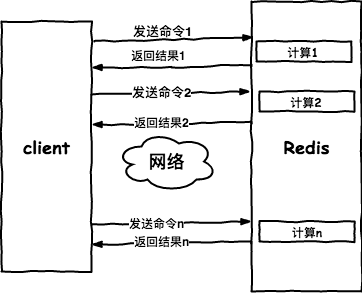 发送命令1
返回结果1
计算1
发送命令2
计算2
返回结果2
client
网络
Redis
发送命令n
计算n
返回结果n